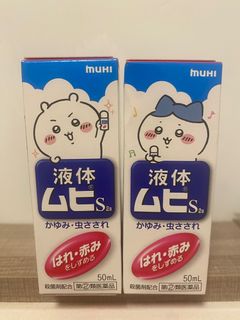 MUHI
液体
ムヒS2a
かゆみ・虫さされ
はれ・赤み
をしずめる
50mL
殺菌剤配合 第②類医薬品
MUHI
液体
ムヒS2a
かゆみ・虫さされ
はれ・赤み
をしずめる
50mL
殺菌剤配合 第②類医薬品